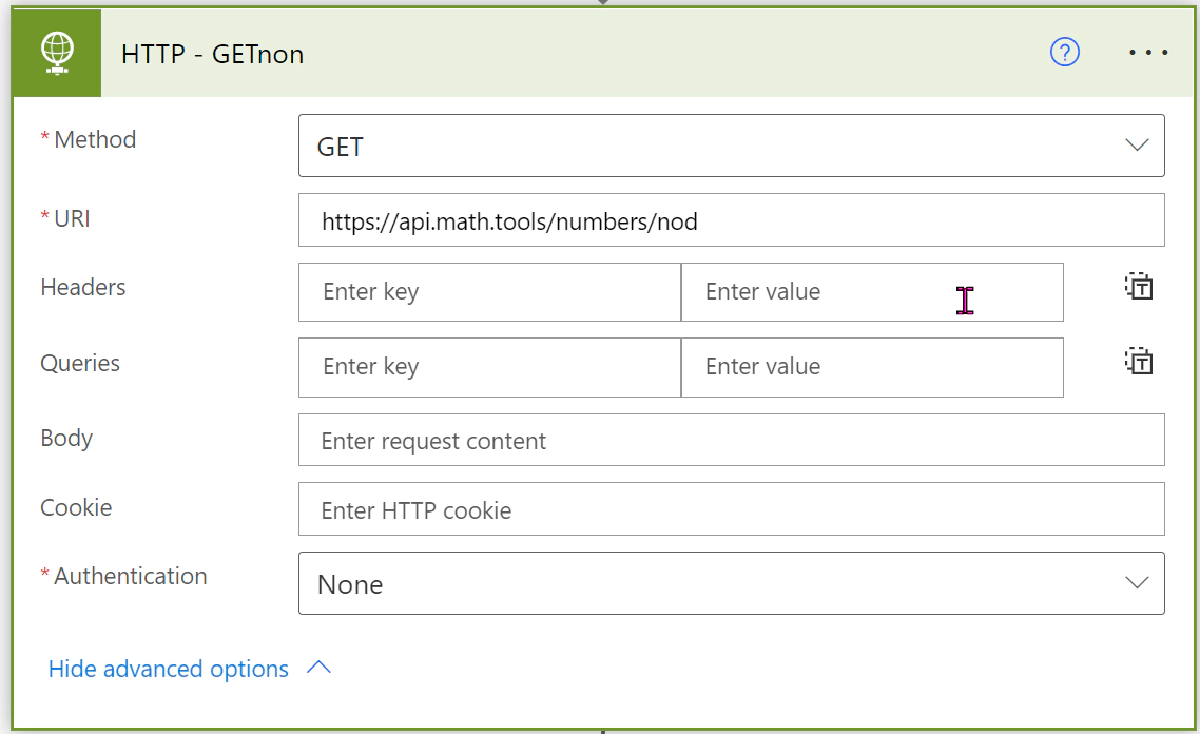 HTTP - GETnon
?
* Method
GET
* URI
https://api.math.tools/numbers/nod
Headers
Enter key
Enter value
T
Queries
Enter key
Enter value
T
Body
Enter request content
Cookie
Enter HTTP cookie
* Authentication
None
Hide advanced options